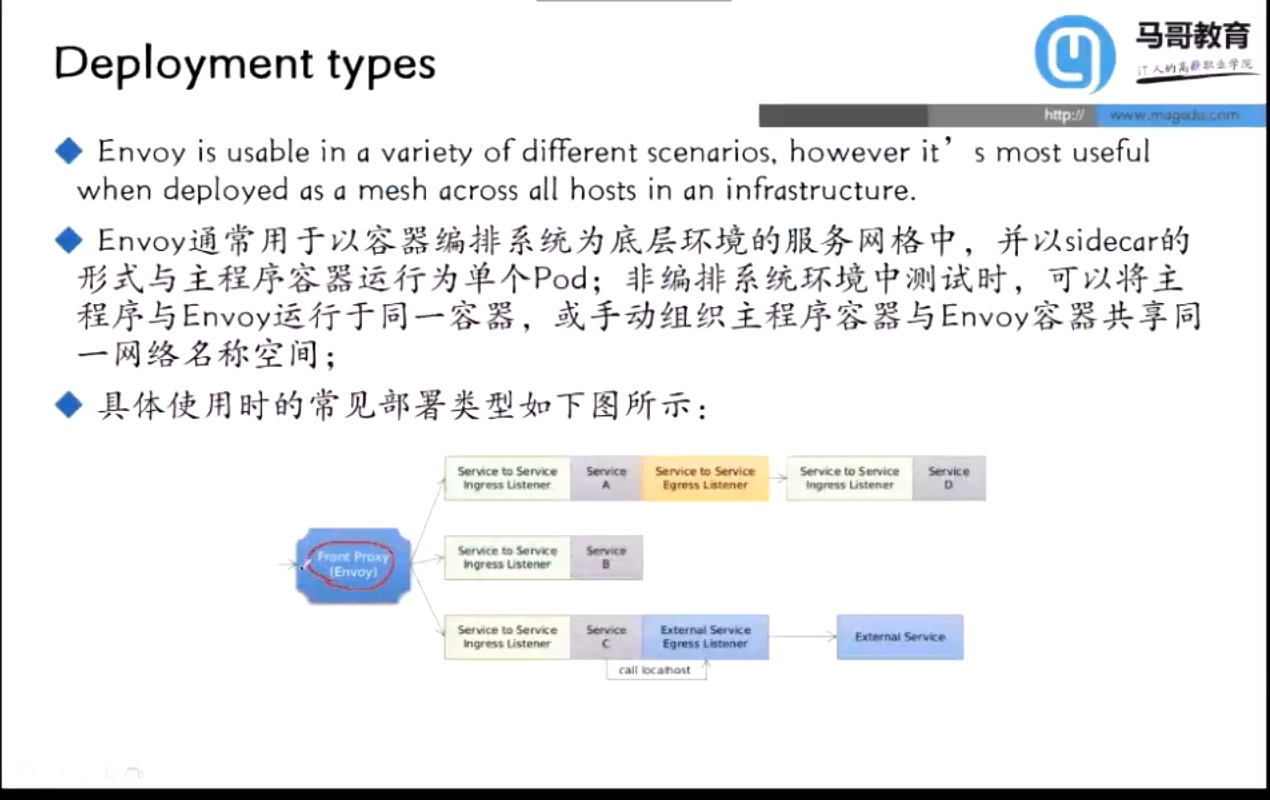 Deployment types
马哥教育
IT人的高薪职业学院
http://
www.magedu.com
Envoy is usable in a variety of different scenarios, however it’s most useful
when deployed as a mesh across all hosts in an infrastructure.
Envoy通常用于以容器编排系统为底层环境的服务网格中，并以sidecar的
形式与主程序容器运行为单个Pod；非编排系统环境中测试时，可以将主
程序与Envoy运行于同一容器，或手动组织主程序容器与Envoy容器共享同
一网络名称空间；
具体使用时的常见部署类型如下图所示：
Service to Service
Ingress Listener
Service
A
Service to Service
Egress Listener
Service to Service
Ingress Listener
Service
D
Front Proxy
(Envoy)
Service to Service
Ingress Listener
Service
B
Service to Service
Ingress Listener
Service
C
External Service
Egress Listener
External Service
call localhost